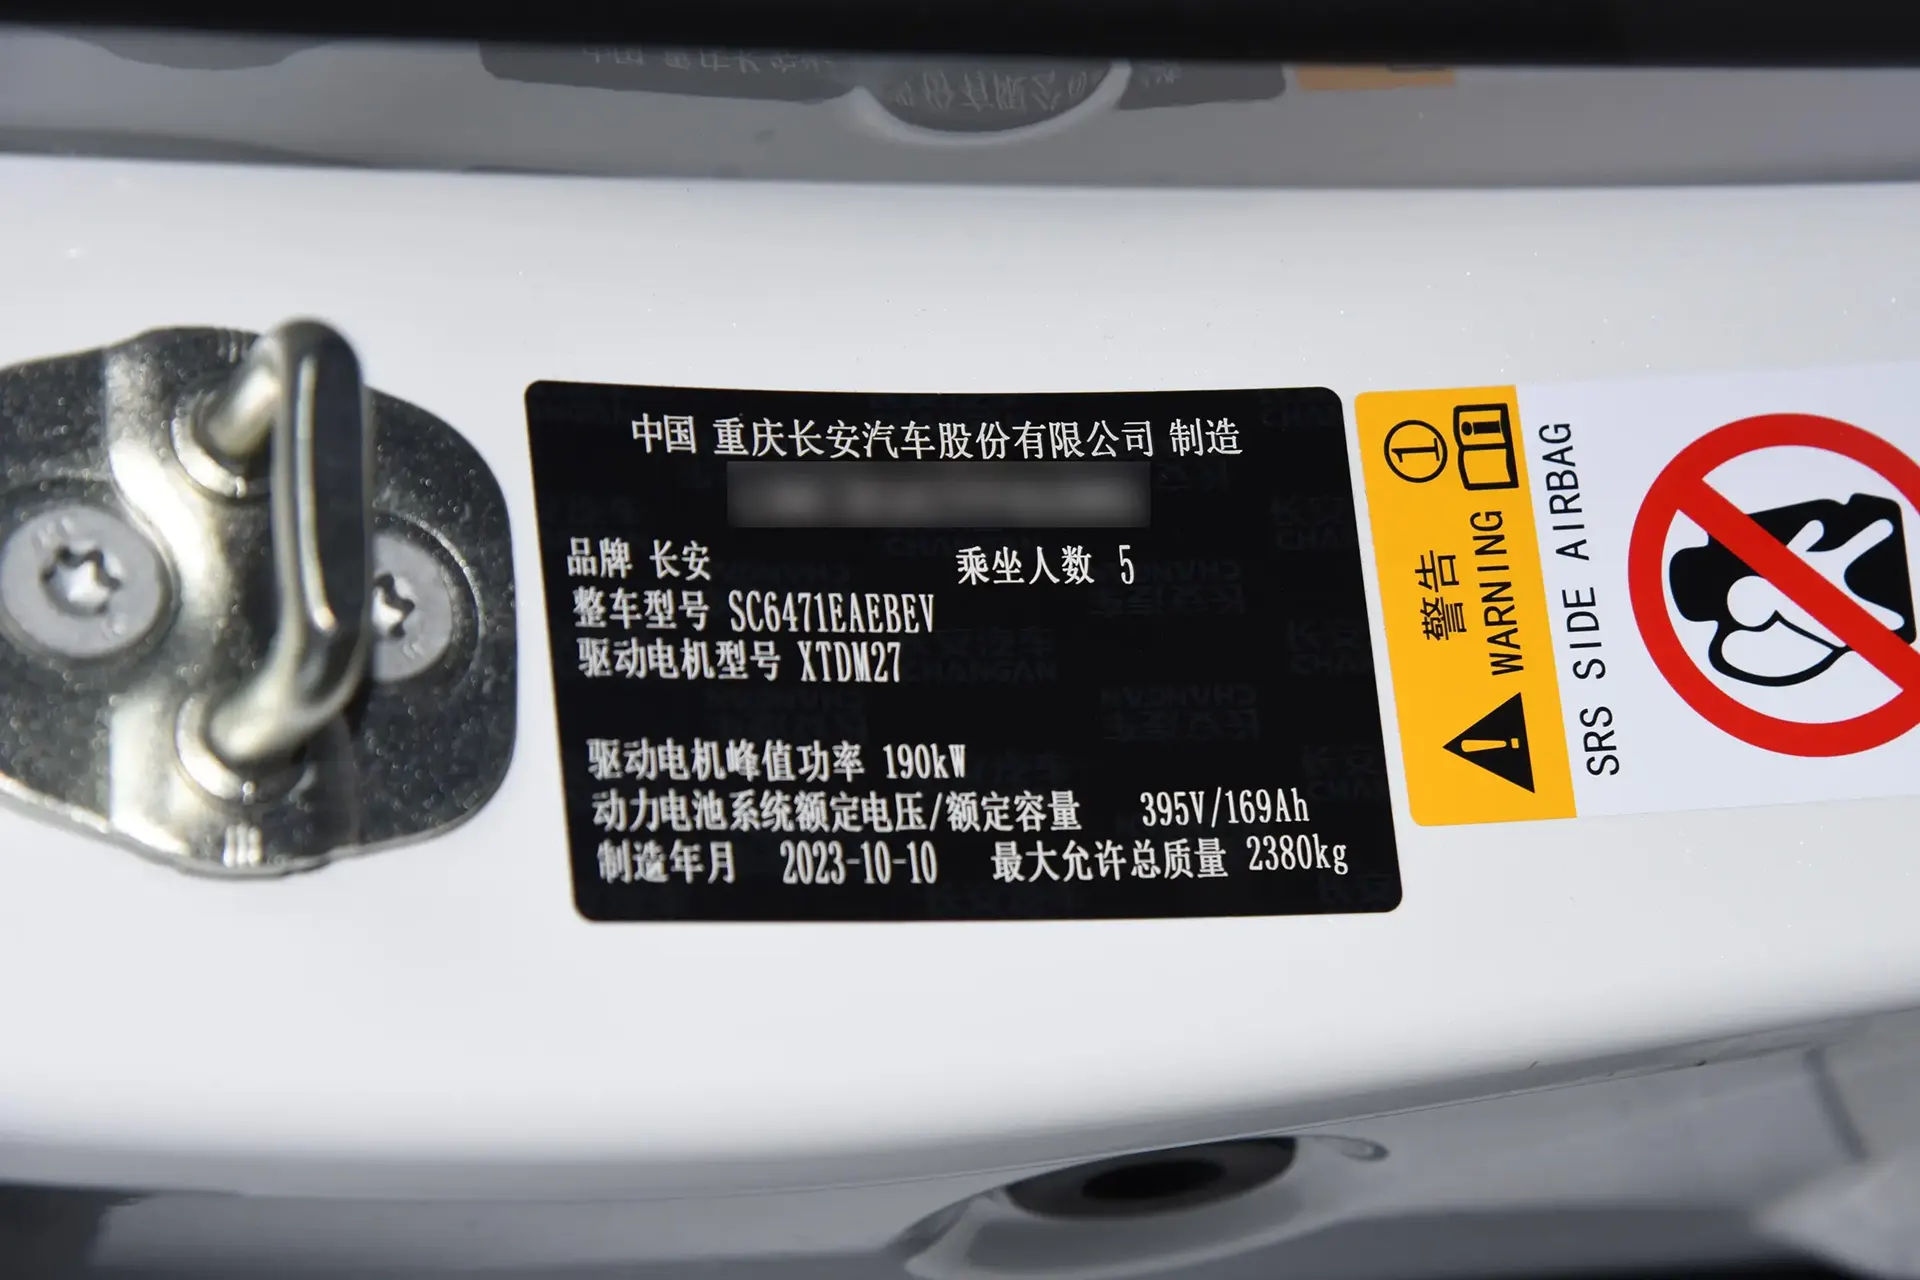 中国 重庆长安汽车股份有限公司 制造
品牌 长安 乘坐人数 5
整车型号 SC6471EAEBEV
驱动电机型号 XTDM27
驱动电机峰值功率 190kW
动力电池系统额定电压/额定容量 395V/169Ah
制造年月 2023-10-10 最大允许总质量 2380kg
①
警告
WARNING
SRS SIDE AIRBAG